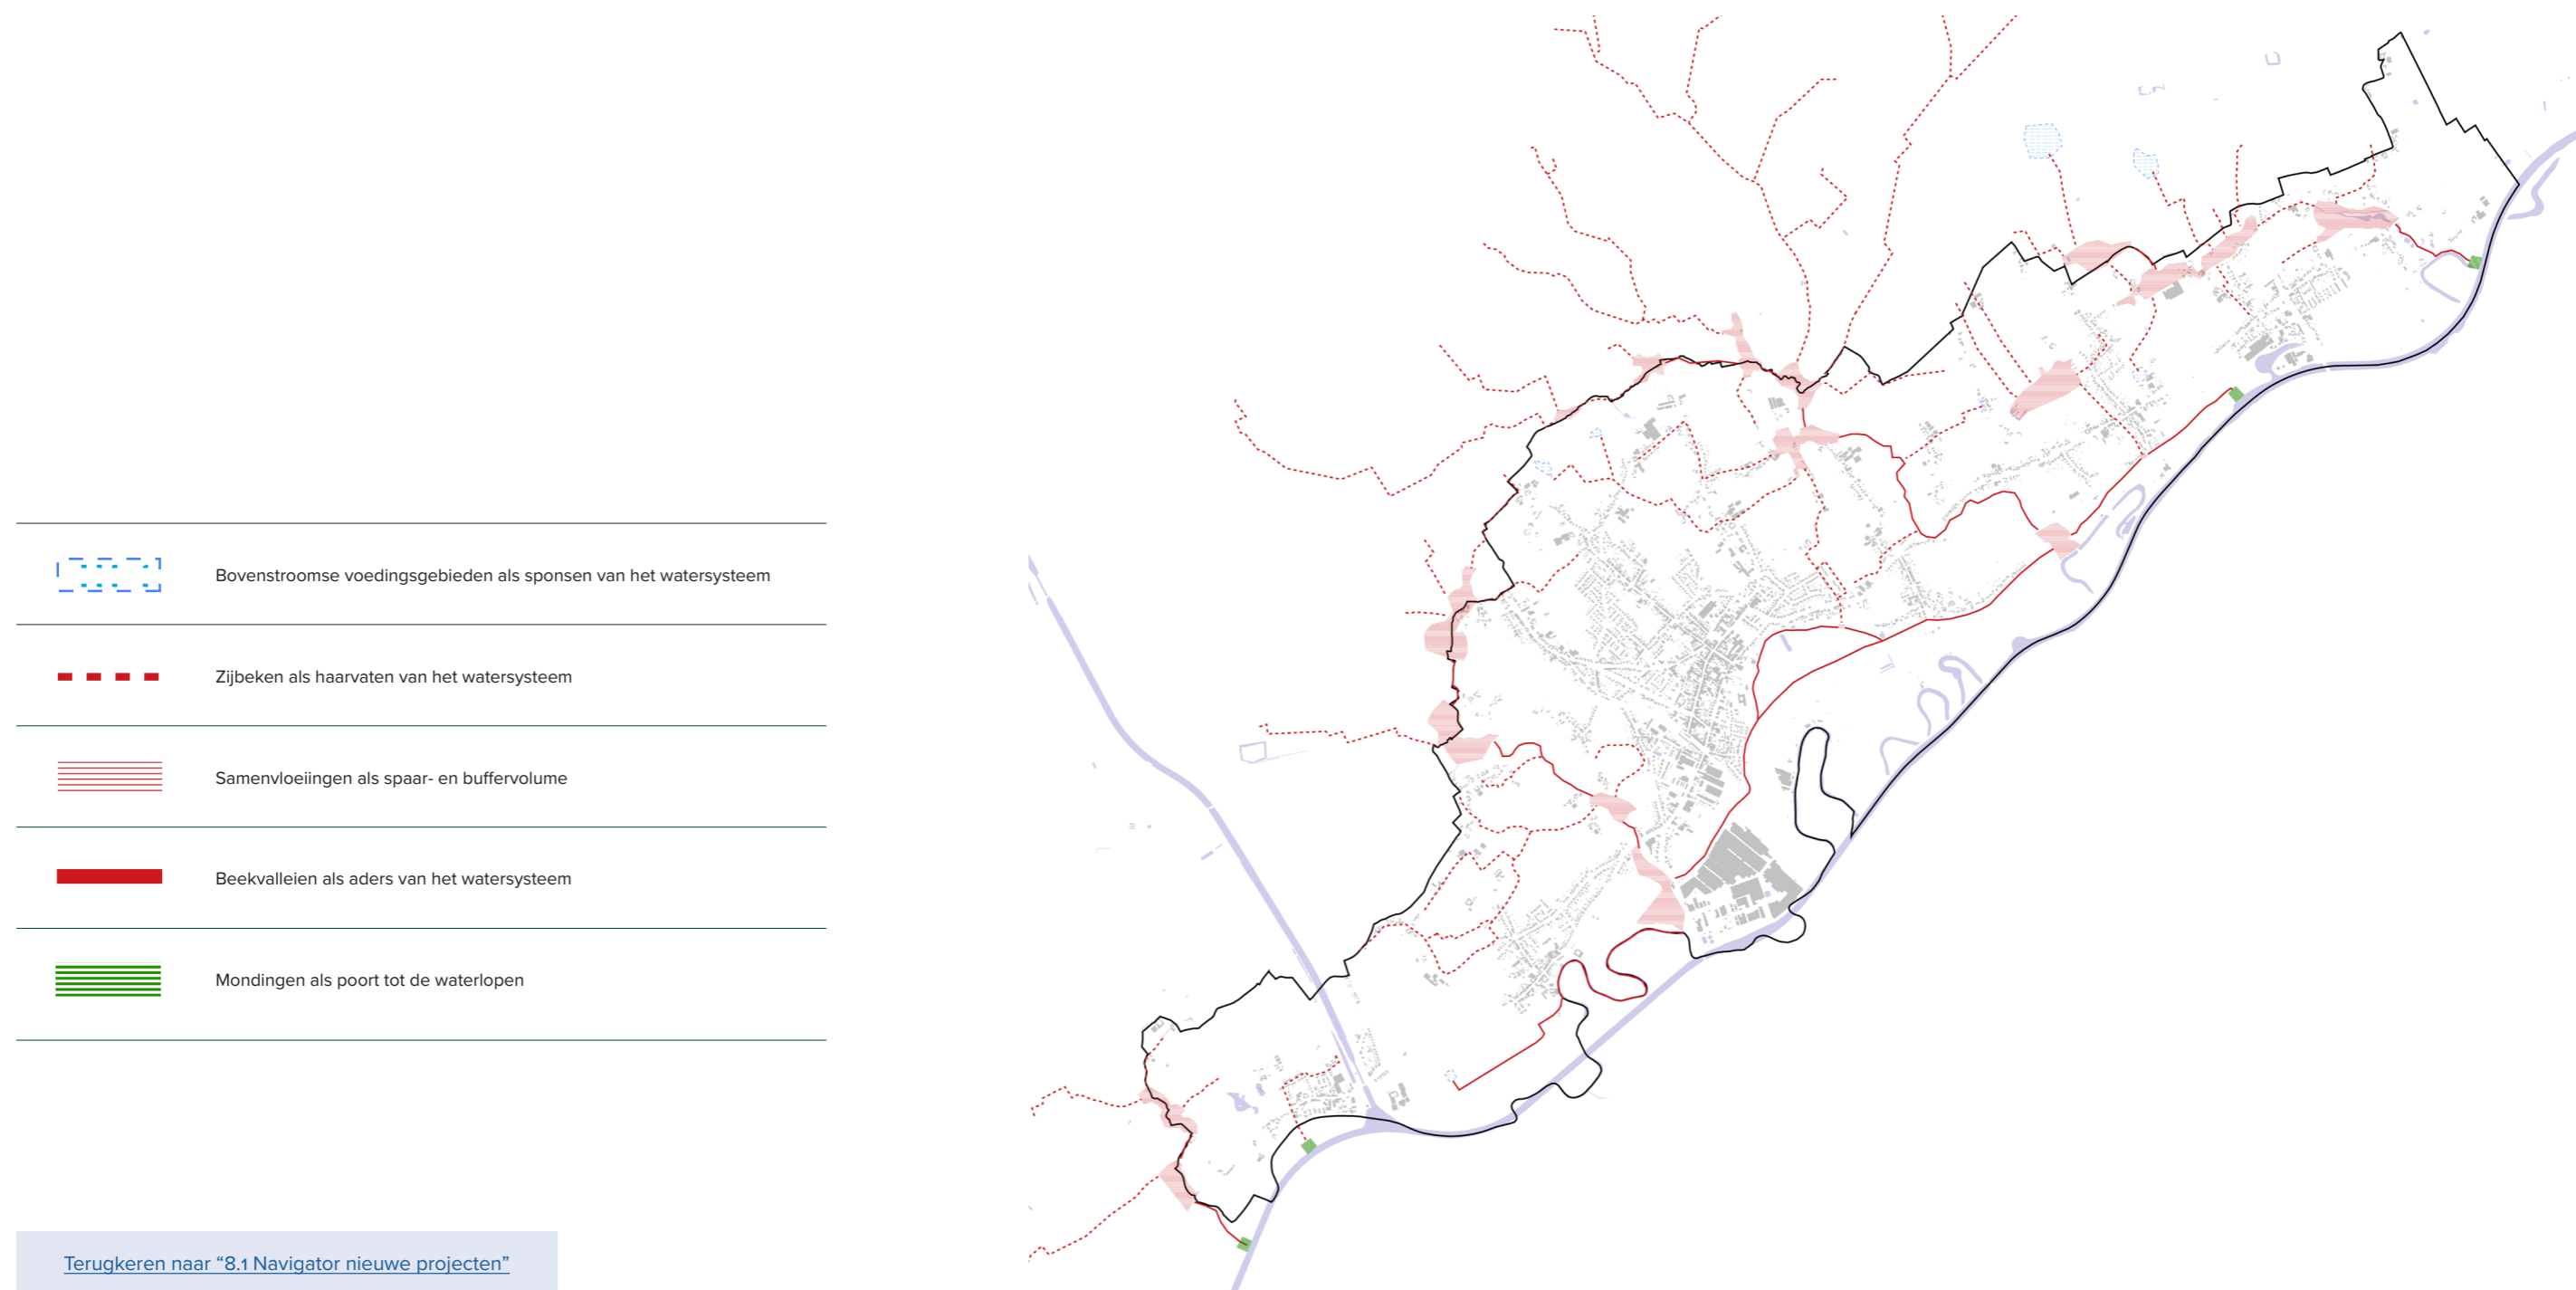 Bovenstroomse voedingsgebieden als sponsen van het watersysteem
Zijbeken als haarvaten van het watersysteem
Samenvloeiingen als spaar- en buffervolume
Beekvalleien als aders van het watersysteem
Mondingen als poort tot de waterlopen
Terugkeren naar “8.1 Navigator nieuwe projecten”